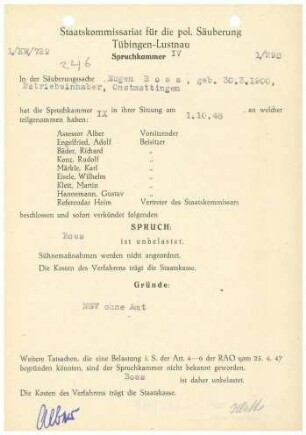 Staatskommissariat für die pol. Säuberung
Tübingen-Lustnau
Spruchkammer IV
1/KW/729
246
In der Säuberungssache Eugen Boss, geb. 30.3.1900,
Betriebsinhaber, Onstmettingen
hat die Spruchkammer IX in ihrer Sitzung am 1.10.48 an welcher
teilgenommen haben:
Assessor Alber Vorsitzender
Engelfried, Adolf Beisitzer
Bäder, Richard „
Konz, Rudolf „
Märkle, Karl „
Eisele, Wilhelm „
Klett, Martin „
Hannemann, Gustav „
Referendar Heim Vertreter des Staatskommissars
beschlossen und sofort verkündet folgenden
SPRUCH:
Boss
ist unbelastet.
Sühnemaßnahmen werden nicht angeordnet.
Die Kosten des Verfahrens trägt die Staatskasse.
Gründe:
NSV ohne Amt
Weitere Tatsachen, die eine Belastung i. S. der Art. 4–6 der RAO vom 25. 4. 47
begründen könnten, sind der Spruchkammer nicht bekannt geworden.
Boss ist daher unbelastet.
Die Kosten des Verfahrens trägt die Staatskasse.
Alber